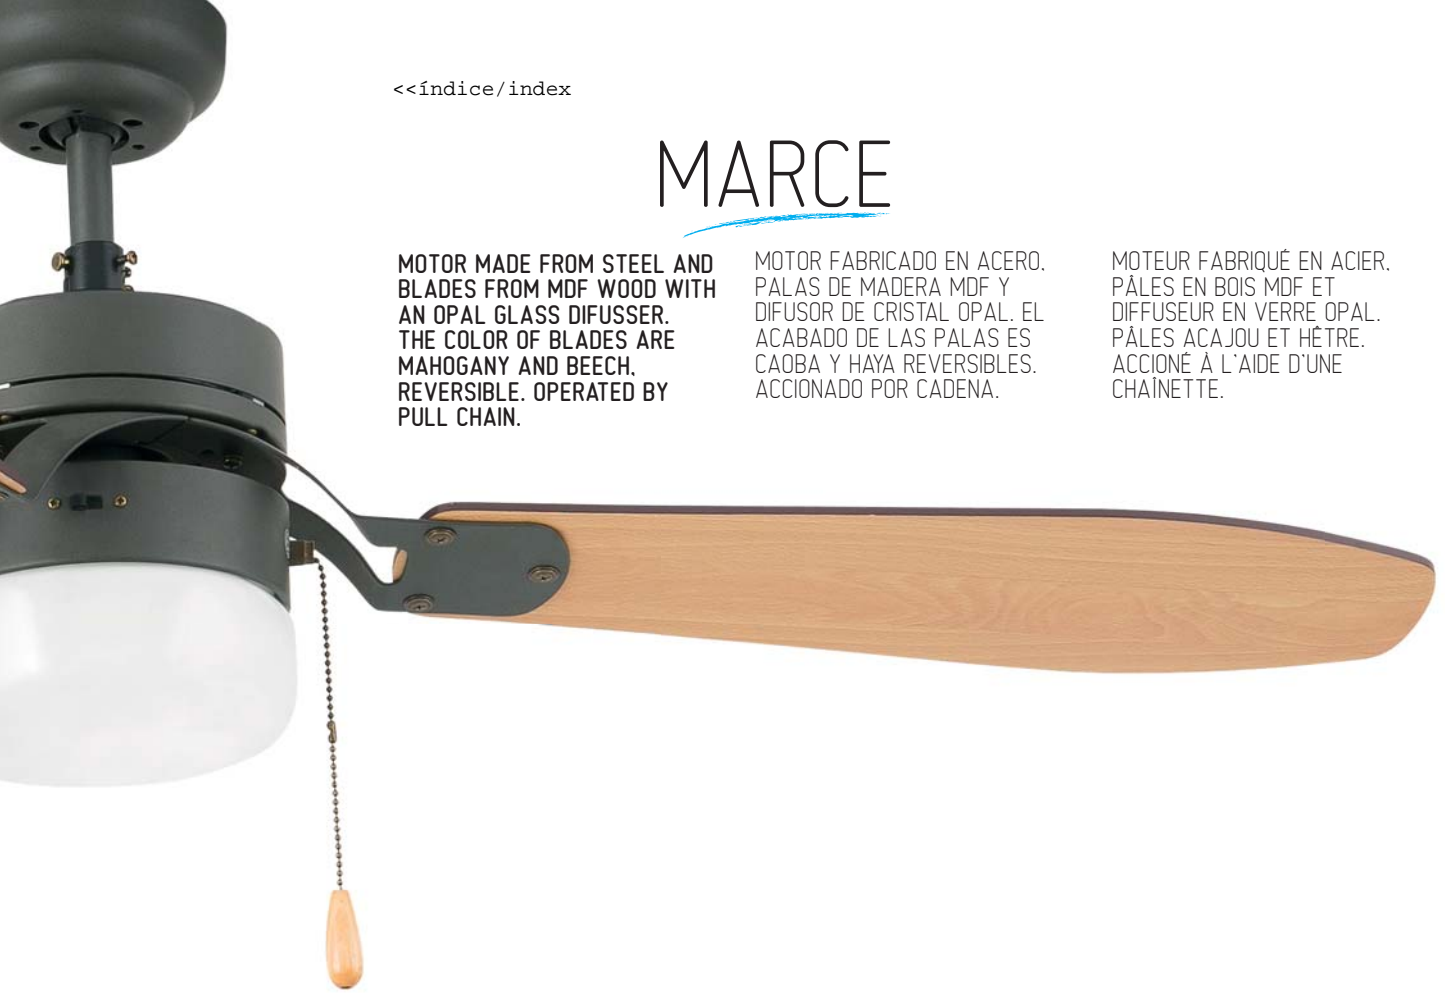 <<índice/index
MARCE
MOTOR MADE FROM STEEL AND
BLADES FROM MDF WOOD WITH
AN OPAL GLASS DIFUSSER.
THE COLOR OF BLADES ARE
MAHOGANY AND BEECH,
REVERSIBLE. OPERATED BY
PULL CHAIN.
MOTOR FABRICADO EN ACERO,
PALAS DE MADERA MDF Y
DIFUSOR DE CRISTAL OPAL. EL
ACABADO DE LAS PALAS ES
CAOBA Y HAYA REVERSIBLES.
ACCIONADO POR CADENA.
MOTEUR FABRIQUÉ EN ACIER,
PÂLES EN BOIS MDF ET
DIFFUSEUR EN VERRE OPAL.
PÂLES ACAJOU ET HÊTRE.
ACCIONÉ À L'AIDE D'UNE
CHAÎNETTE.